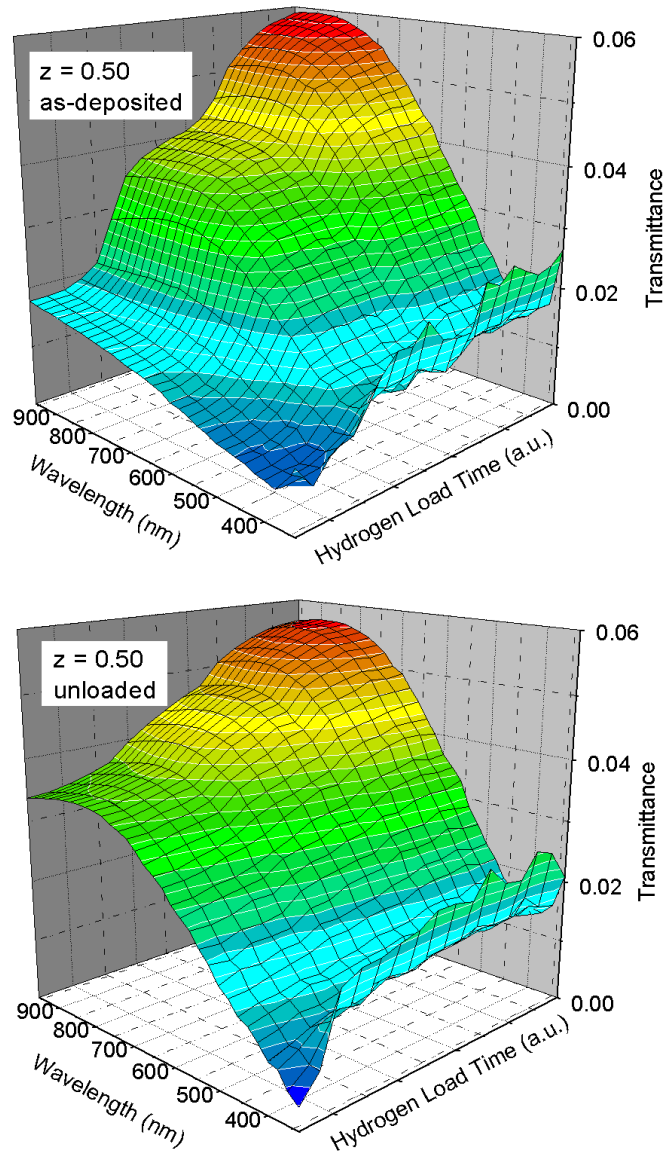 z = 0.50
as-deposited
0.06
0.04
0.02
0.00
Transmittance
900
800
700
600
500
400
Wavelength (nm)
Hydrogen Load Time (a.u.)
z = 0.50
unloaded
0.06
0.04
0.02
0.00
Transmittance
900
800
700
600
500
400
Wavelength (nm)
Hydrogen Load Time (a.u.)